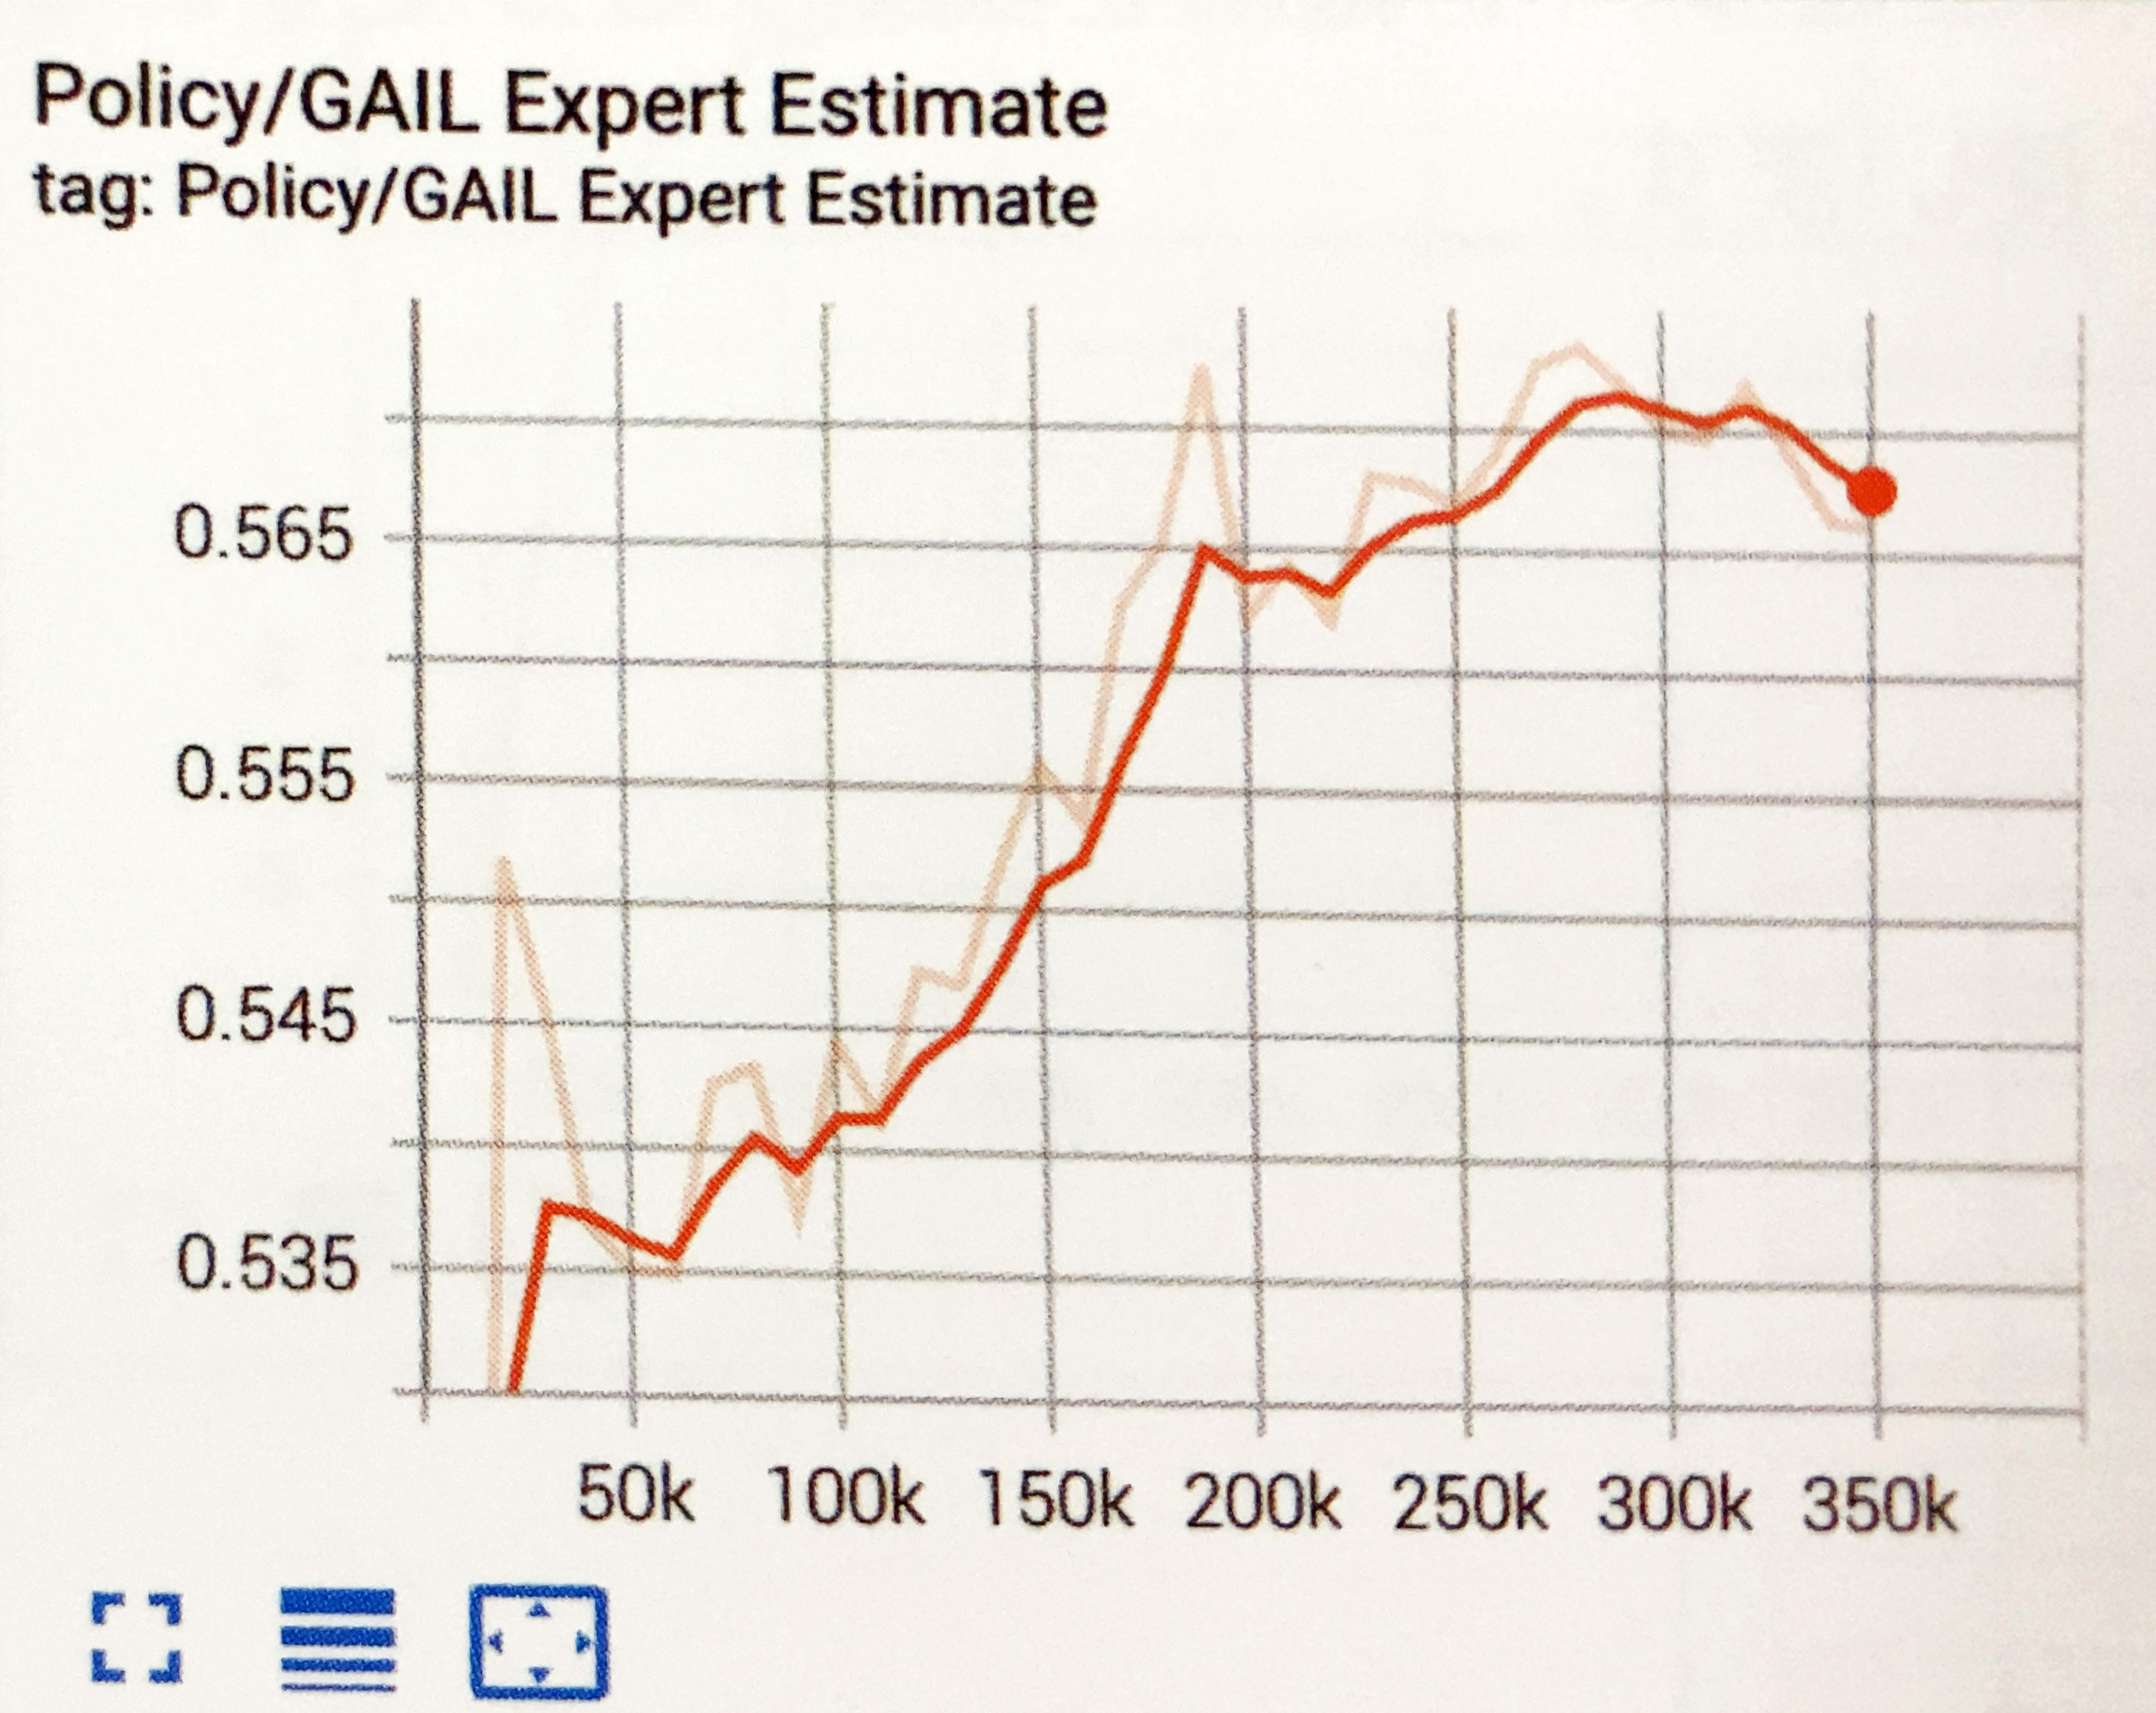 Policy/GAIL Expert Estimate
tag: Policy/GAIL Expert Estimate
0.565
0.555
0.545
0.535
50k 100k 150k 200k 250k 300k 350k